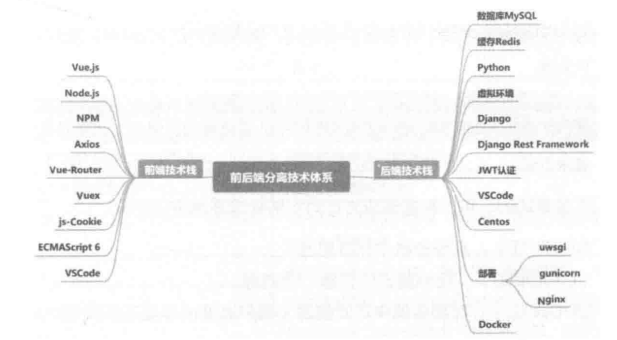 前后端分离技术体系
前端技术栈
Vue.js
Node.js
NPM
Axios
Vue-Router
Vuex
js-Cookie
ECMAScript 6
VSCode
后端技术栈
数据库MySQL
缓存Redis
Python
虚拟环境
Django
Django Rest Framework
JWT认证
VSCode
Centos
部署
uwsgi
gunicorn
Nginx
Docker